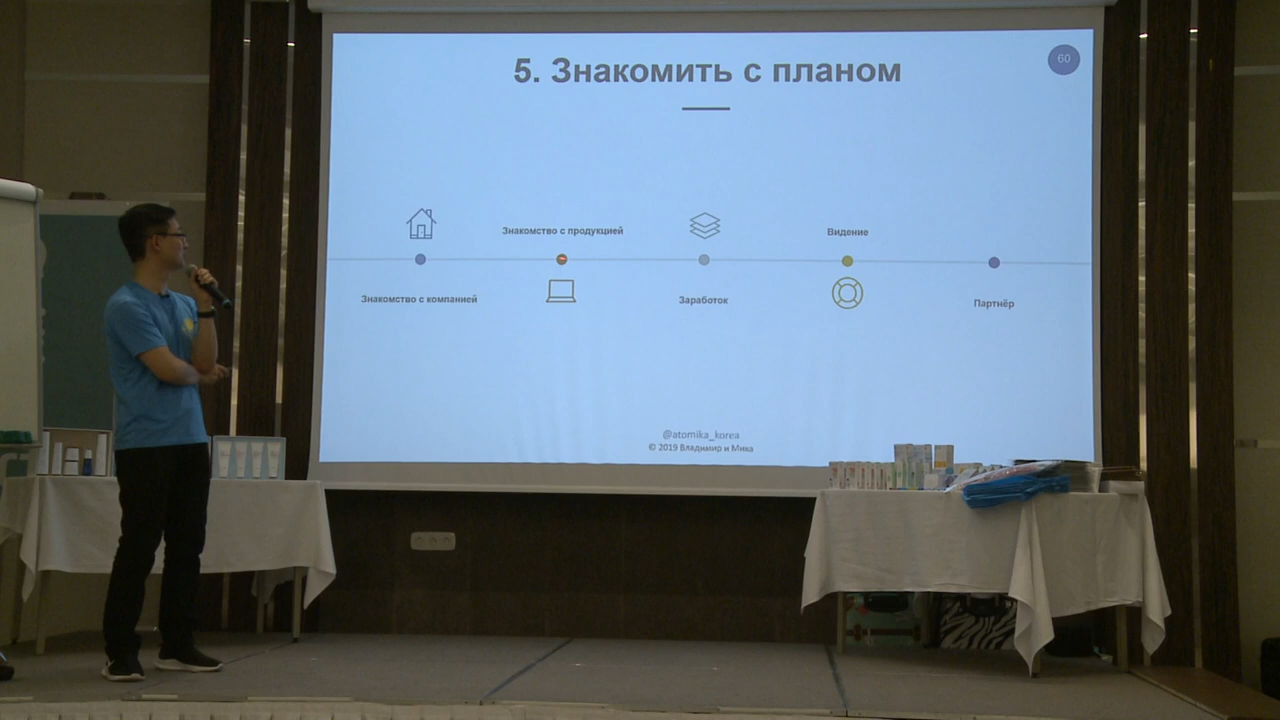 5. Знакомить с планом
60
Знакомство с компанией
Знакомство с продукцией
Заработок
Видение
Партнёр
@atomika_korea
© 2019 Владимир и Мика